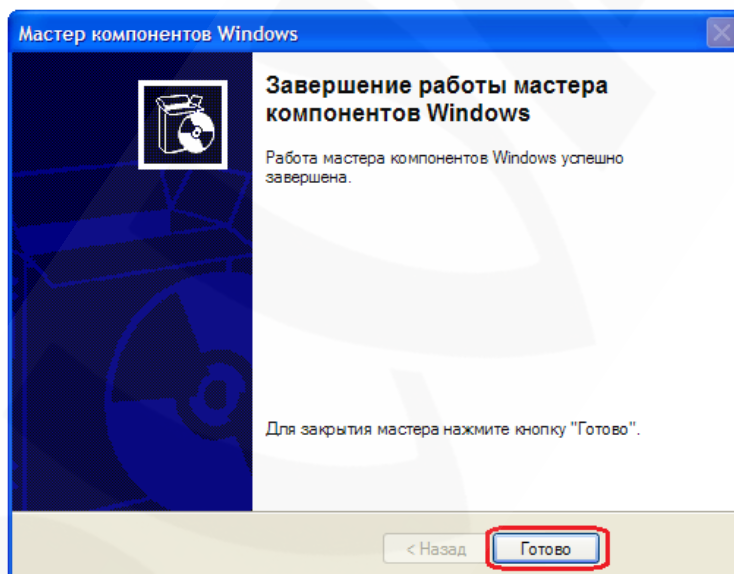 Мастер компонентов Windows
Завершение работы мастера
компонентов Windows
Работа мастера компонентов Windows успешно
завершена.
Для закрытия мастера нажмите кнопку "Готово".
< Назад
Готово